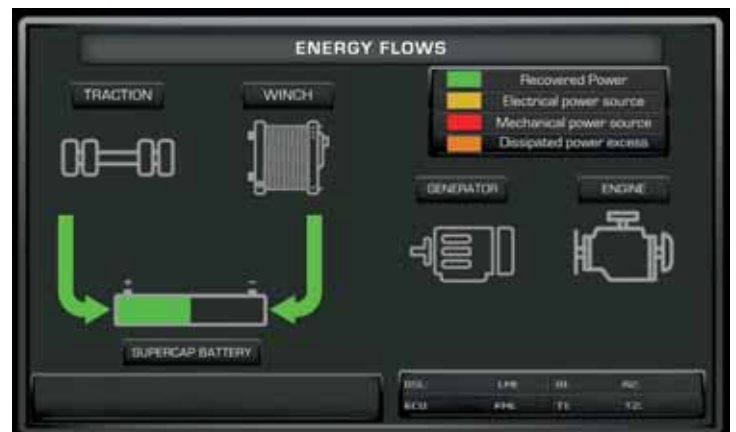 ENERGY FLOWS
TRACTION
WINCH
Recovered Power
Electrical power source
Mechanical power source
Dissipated power excess
GENERATOR
ENGINE
+ -
SUPERCAP BATTERY
ECU